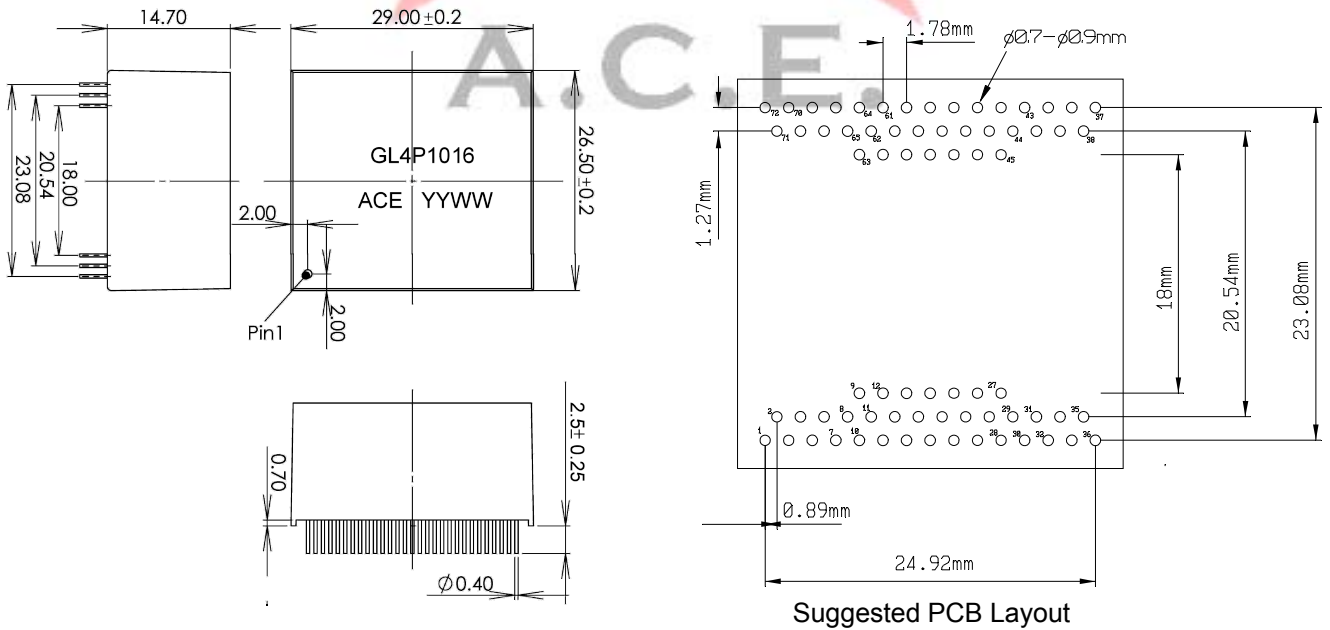 A.C.E.
14.70
29.00±0.2
23.08
20.54
18.00
GL4P1016
ACE YYWW
26.50±0.2
2.00
2.00
Pin1
0.70
2.5±0.25
Ø0.40
1.78mm
Ø0.7-Ø0.9mm
72 70 64 61 43 37
71 65 62 44 38
63 45
1.27mm
18mm
20.54mm
23.08mm
9 12 27
2 8 11 29 31 35
1 7 10 28 30 32 36
0.89mm
24.92mm
Suggested PCB Layout